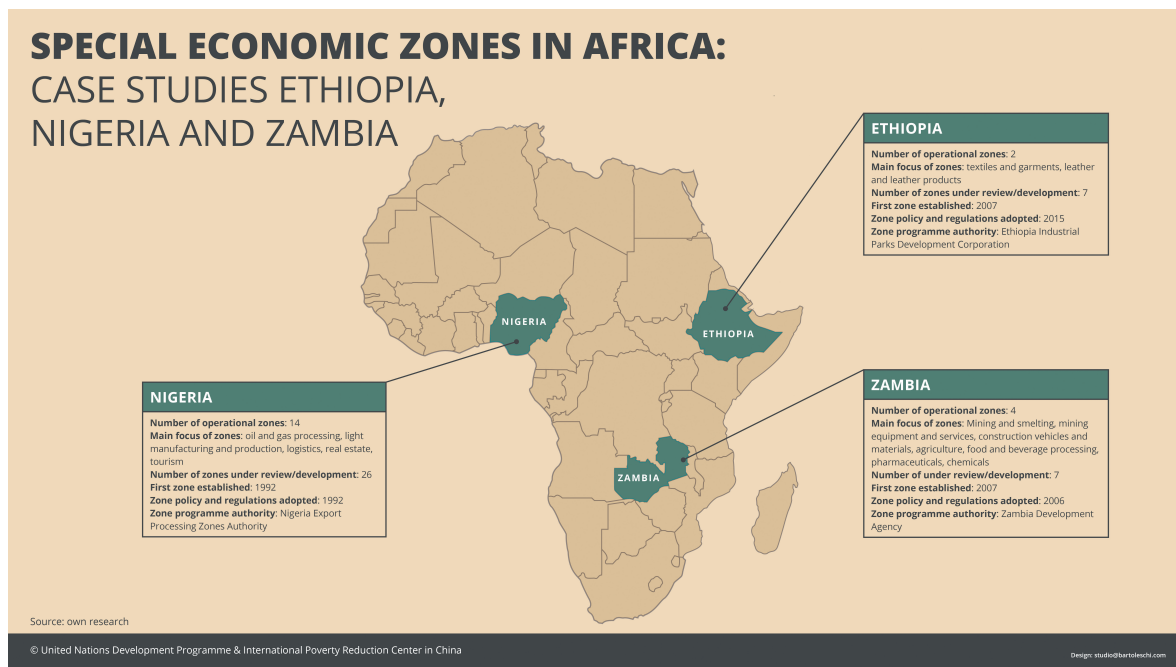 SPECIAL ECONOMIC ZONES IN AFRICA:
CASE STUDIES ETHIOPIA,
NIGERIA AND ZAMBIA
ETHIOPIA
Number of operational zones: 2
Main focus of zones: textiles and garments, leather
and leather products
Number of zones under review/development: 7
First zone established: 2007
Zone policy and regulations adopted: 2015
Zone programme authority: Ethiopia Industrial
Parks Development Corporation
NIGERIA
ETHIOPIA
ZAMBIA
NIGERIA
Number of operational zones: 14
Main focus of zones: oil and gas processing, light
manufacturing and production, logistics, real estate,
tourism
Number of zones under review/development: 26
First zone established: 1992
Zone policy and regulations adopted: 1992
Zone programme authority: Nigeria Export
Processing Zones Authority
ZAMBIA
Number of operational zones: 4
Main focus of zones: Mining and smelting, mining
equipment and services, construction vehicles and
materials, agriculture, food and beverage processing,
pharmaceuticals, chemicals
Number of under review/development: 7
First zone established: 2007
Zone policy and regulations adopted: 2006
Zone programme authority: Zambia Development
Agency
Source: own research
© United Nations Development Programme & International Poverty Reduction Center in China
Design: studio@bartoleschi.com